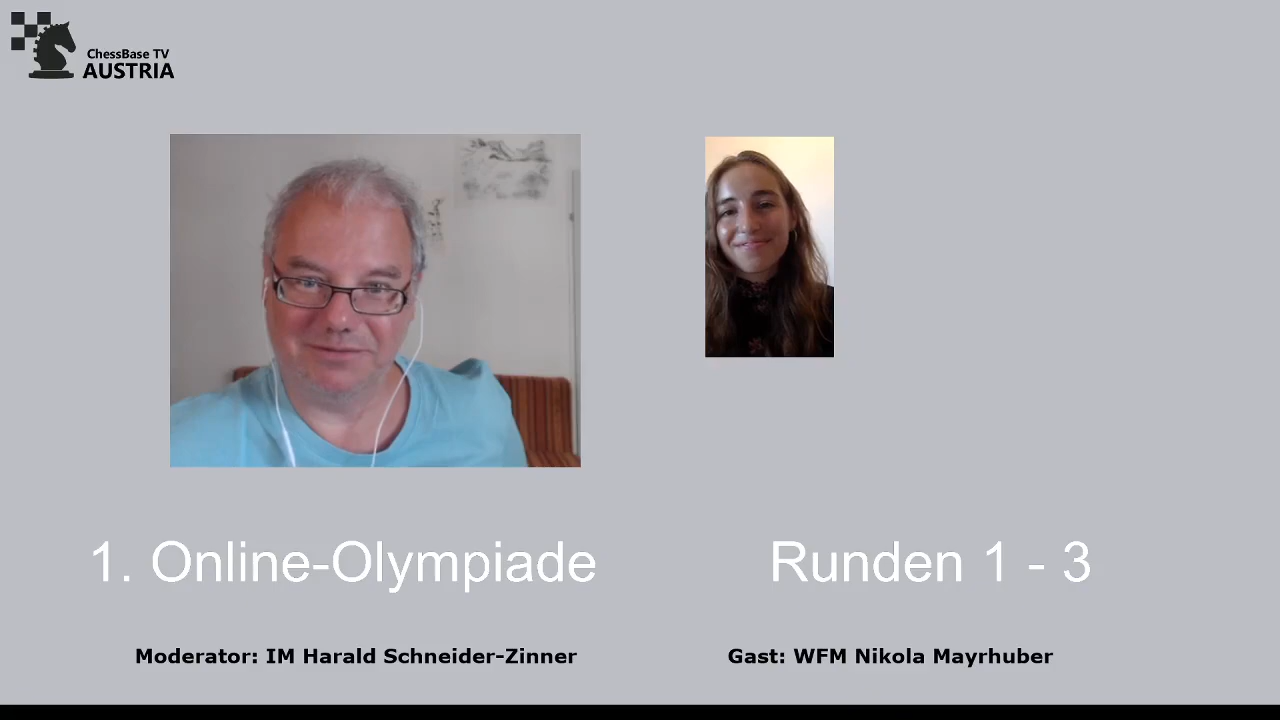 ChessBase TV
AUSTRIA
1. Online-Olympiade
Runden 1 - 3
Moderator: IM Harald Schneider-Zinner
Gast: WFM Nikola Mayrhuber